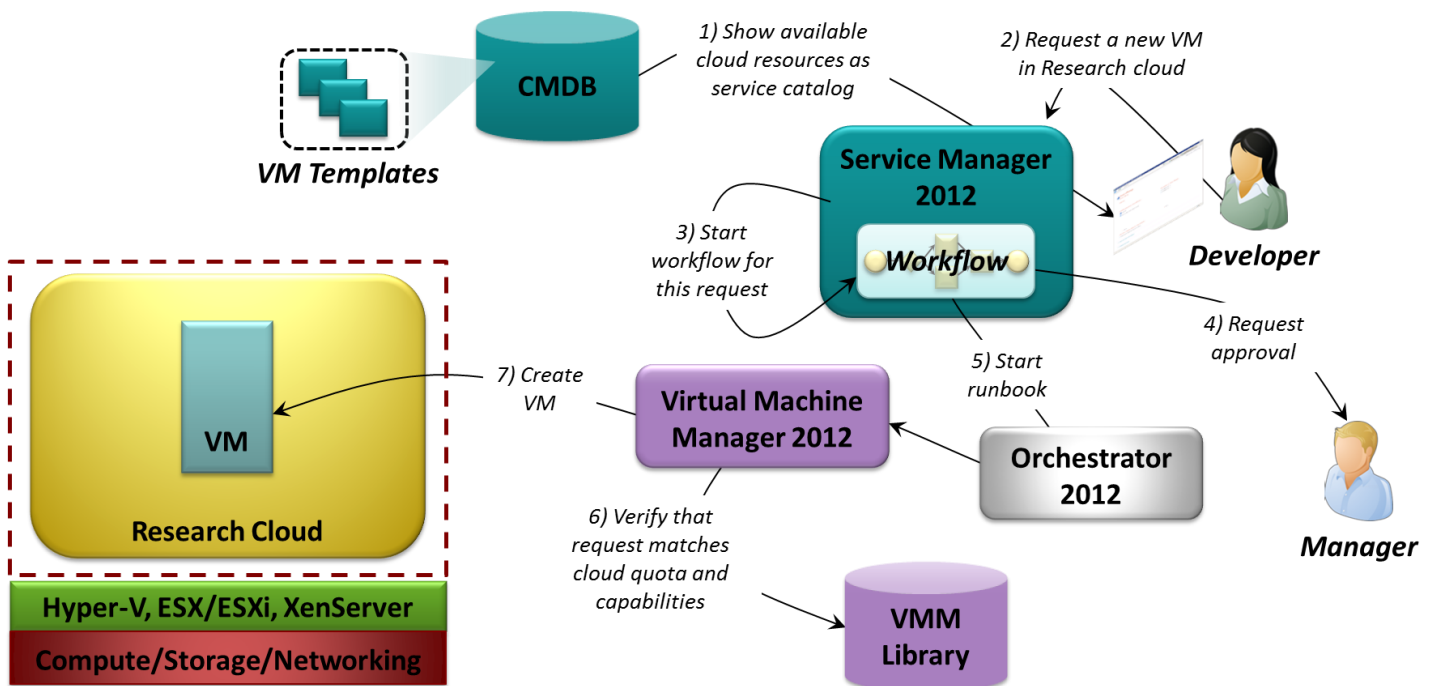 1) Show available
cloud resources as
service catalog
2) Request a new VM
in Research cloud
CMDB
VM Templates
Service Manager
2012
Workflow
Developer
3) Start
workflow for
this request
4) Request
approval
5) Start
runbook
7) Create
VM
Virtual Machine
Manager 2012
Orchestrator
2012
VM
Research Cloud
6) Verify that
request matches
cloud quota and
capabilities
Manager
Hyper-V, ESX/ESXi, XenServer
Compute/Storage/Networking
VMM
Library